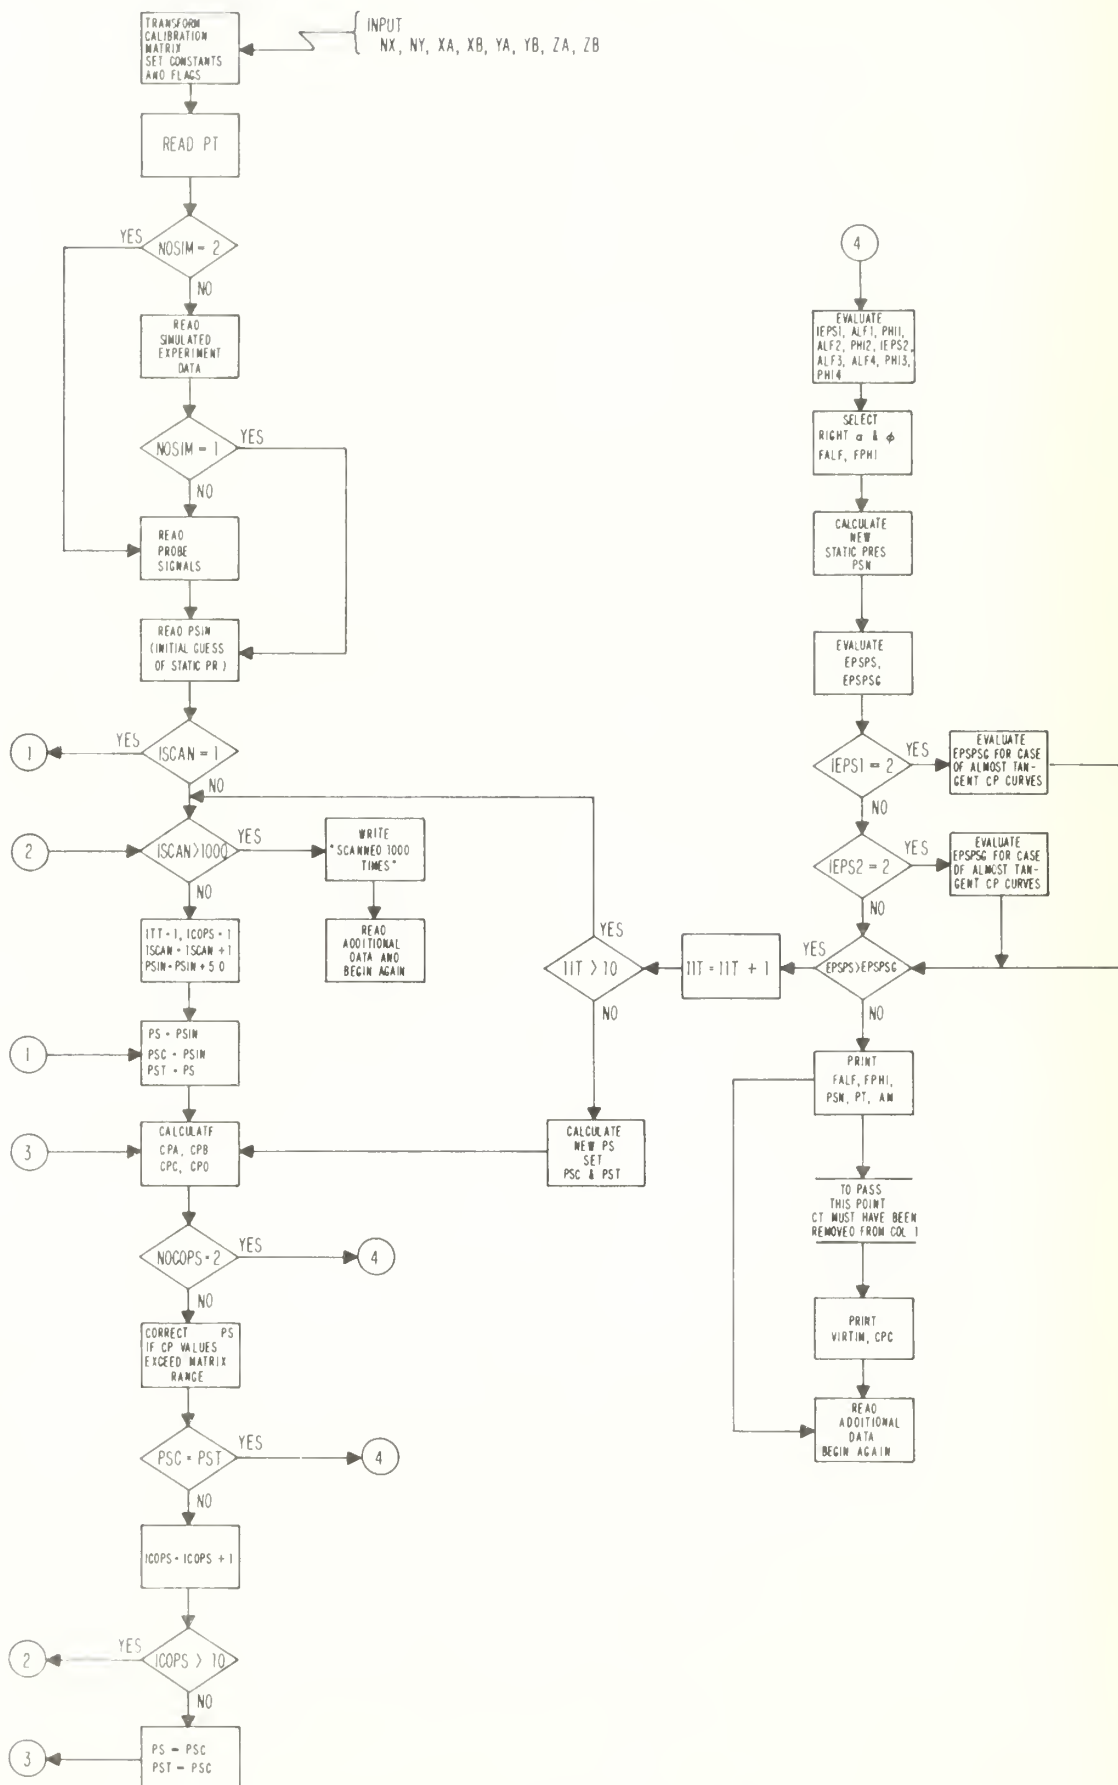 TRANSFORM
CALIBRATION
MATRIX
SET CONSTANTS
AND FLAGS
INPUT
NX, NY, XA, XB, YA, YB, ZA, ZB
READ PT
NOSIM = 2
YES
NO
READ
SIMULATED
EXPERIMENT
DATA
NOSIM = 1
YES
NO
READ
PROBE
SIGNALS
READ PSIN
(INITIAL GUESS
OF STATIC PR)
1
YES
ISCAN = 1
NO
2
ISCAN>1000
YES
NO
WRITE
"SCANNED 1000
TIMES"
READ
ADDITIONAL
DATA AND
BEGIN AGAIN
ITT = 1, ICOPS = 1
ISCAN = ISCAN + 1
PSIN = PSIN + 5.0
1
PS = PSIN
PSC = PSIN
PST = PS
3
CALCULATE
CPA, CPB
CPC, CPD
NOCOPS = 2
YES
4
NO
CORRECT PS
IF CP VALUES
EXCEED MATRIX
RANGE
PSC = PST
YES
4
NO
ICOPS = ICOPS + 1
2
YES
ICOPS > 10
NO
3
PS = PSC
PST = PSC
YES
IIT > 10
NO
CALCULATE
NEW PS
SET
PSC & PST
IIT = IIT + 1
4
EVALUATE
IEPS1, ALF1, PHI1,
ALF2, PHI2, IEPS2,
ALF3, ALF4, PHI3,
PHI4
SELECT
RIGHT α & ϕ
FALF, FPHI
CALCULATE
NEW
STATIC PRES
PSN
EVALUATE
EPSPS,
EPSPSG
IEPS1 = 2
YES
NO
EVALUATE
EPSPSG FOR CASE
OF ALMOST TAN-
GENT CP CURVES
IEPS2 = 2
YES
NO
EVALUATE
EPSPSG FOR CASE
OF ALMOST TAN-
GENT CP CURVES
YES
EPSPS>EPSPSG
NO
PRINT
FALF, FPHI,
PSN, PT, AM
TO PASS
THIS POINT
CT MUST HAVE BEEN
REMOVED FROM COL 1
PRINT
VIRTIM, CPC
READ
ADDITIONAL
DATA
BEGIN AGAIN